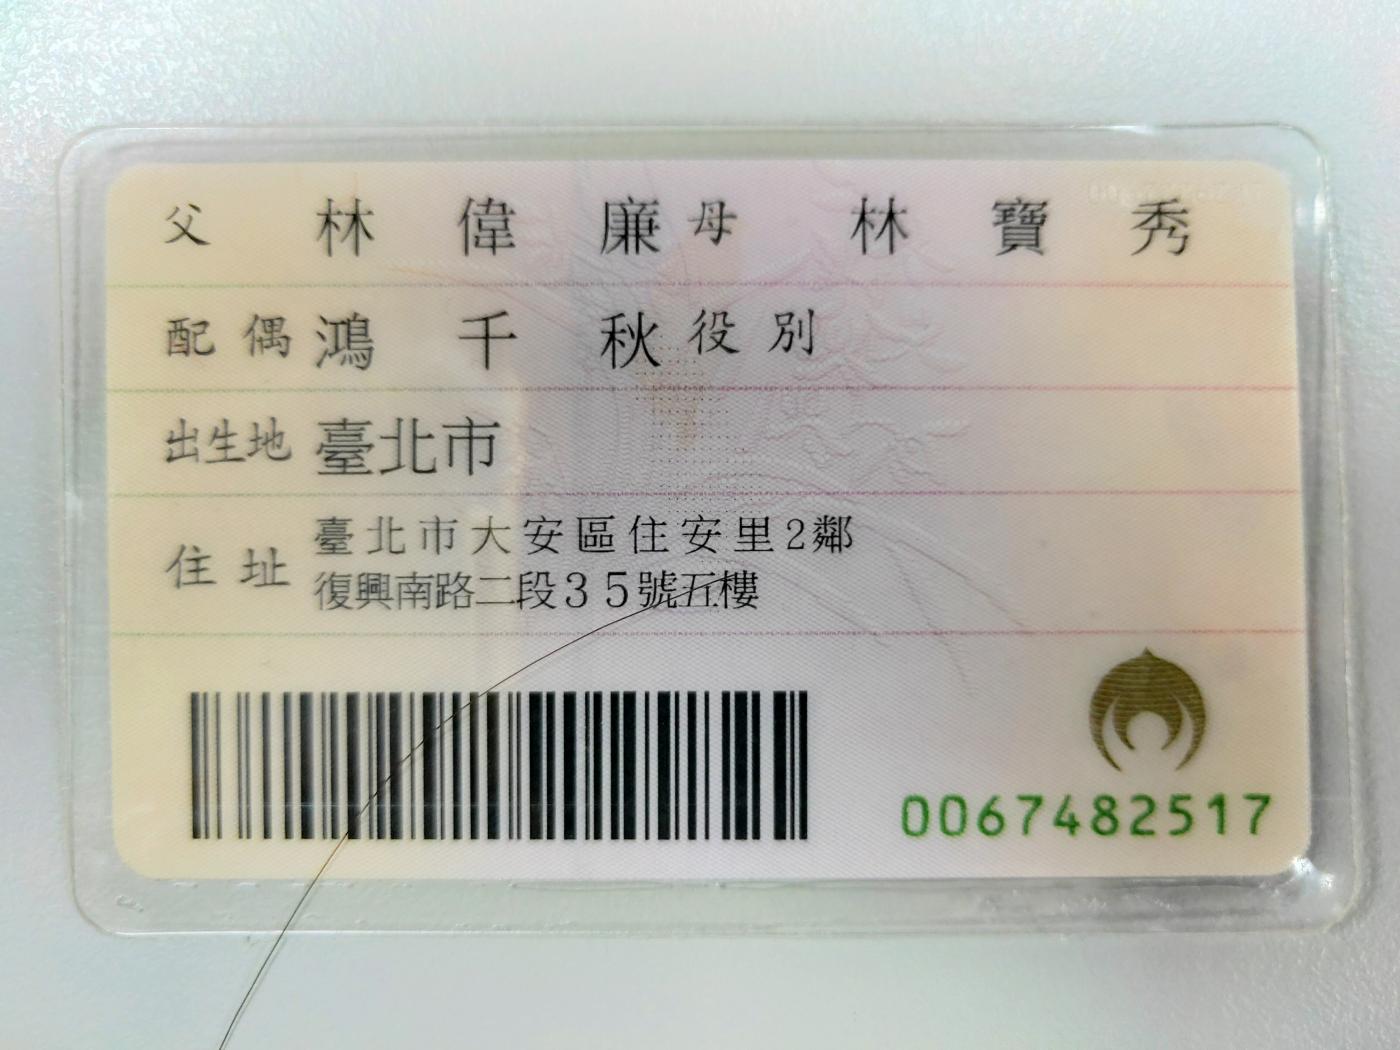 父 林偉廉 母 林寶秀
配偶 鴻千秋 役別
出生地 臺北市
住址 臺北市大安區住安里2鄰
復興南路二段35號五樓
0067482517